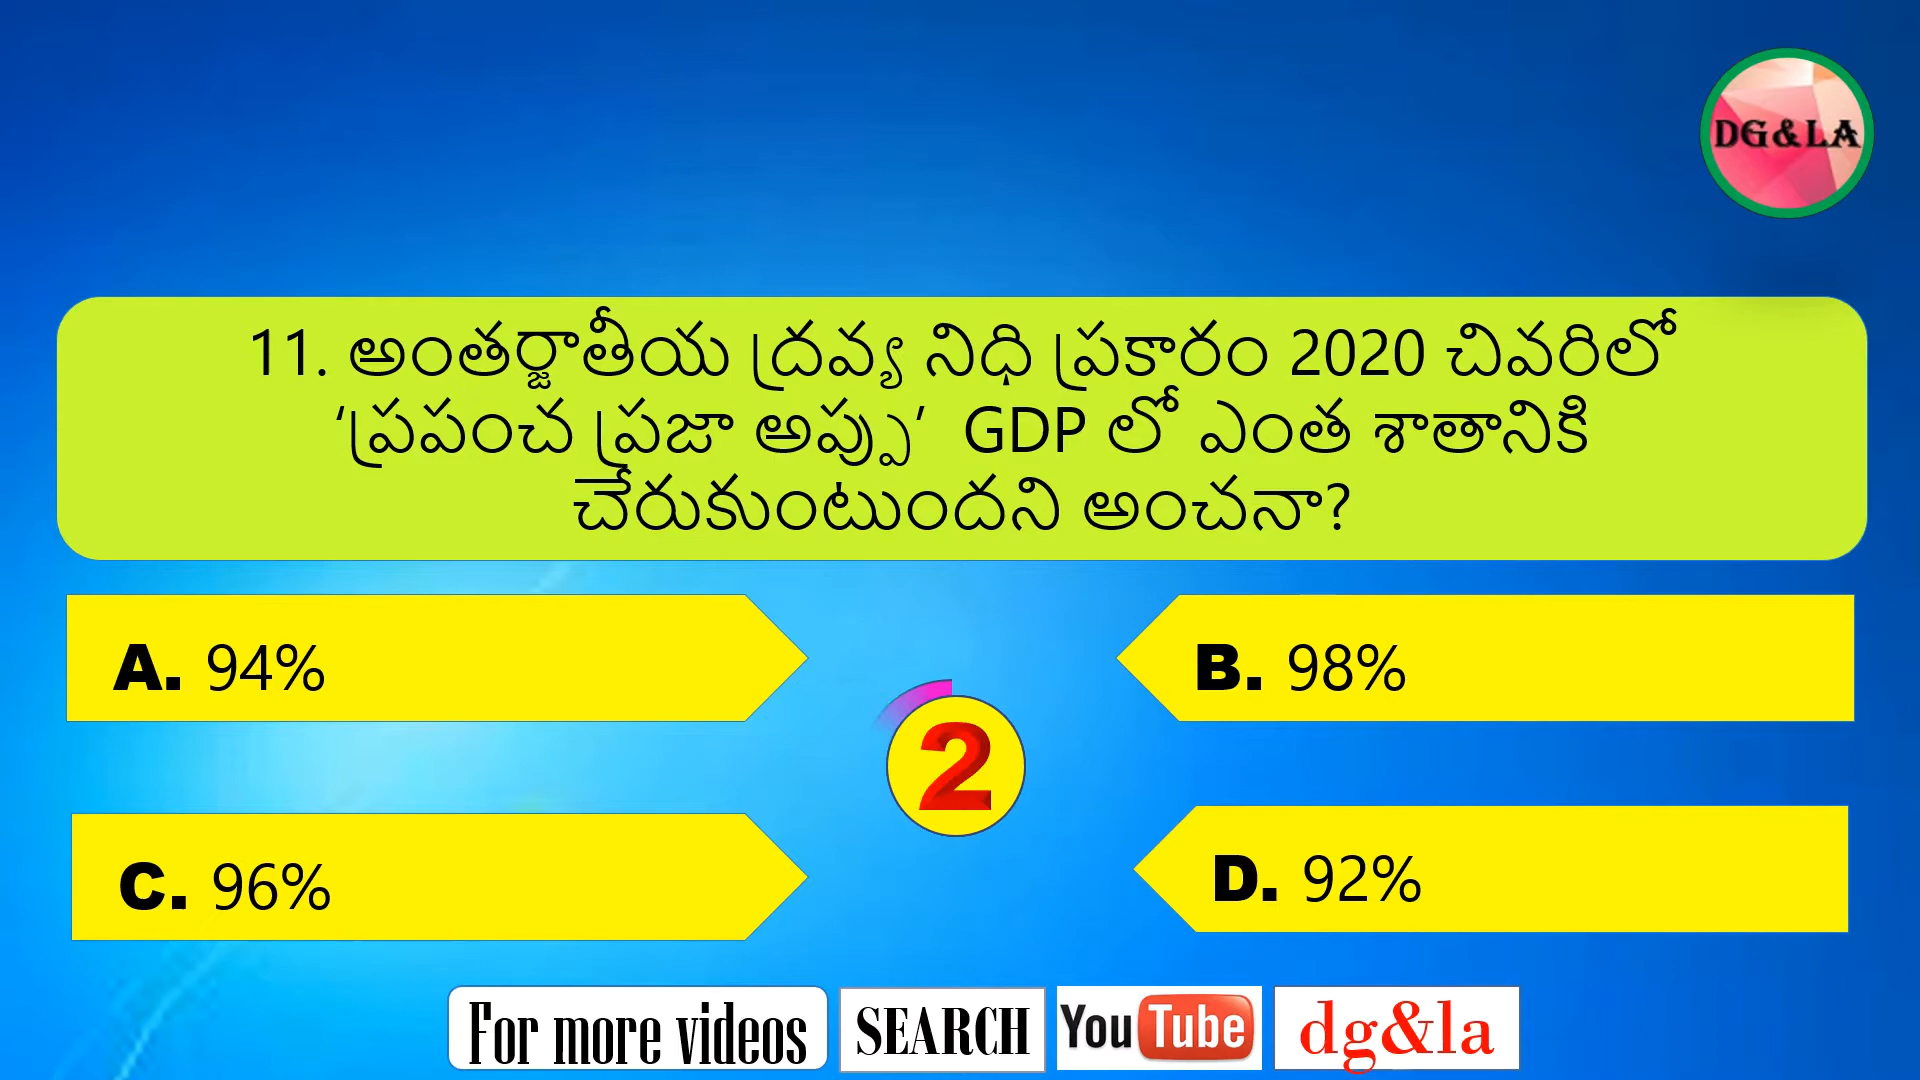 DG&LA
11. అంతర్జాతీయ ద్రవ్య నిధి ప్రకారం 2020 చివరిలో
‘ప్రపంచ ప్రజా అప్పు’ GDP లో ఎంత శాతానికి
చేరుకుంటుందని అంచనా?
A. 94%
B. 98%
2
C. 96%
D. 92%
For more videos SEARCH YouTube dg&la